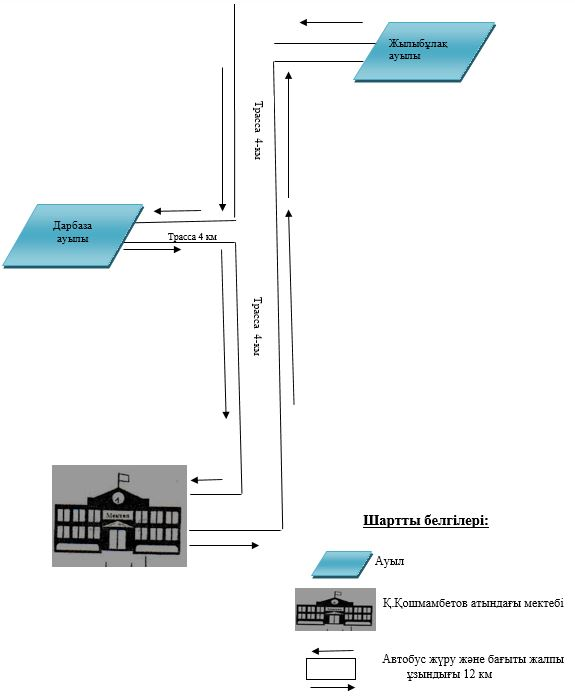 Жылыбұлақ
ауылы
Трасса 4-км
Дарбаза
ауылы
Трасса 4 км
Трасса 4-км
Мектеп
Шартты белгілері:
Ауыл
Қ.Қошмамбетов атындағы мектебі
Автобус жүру және бағыты жалпы
ұзындығы 12 км